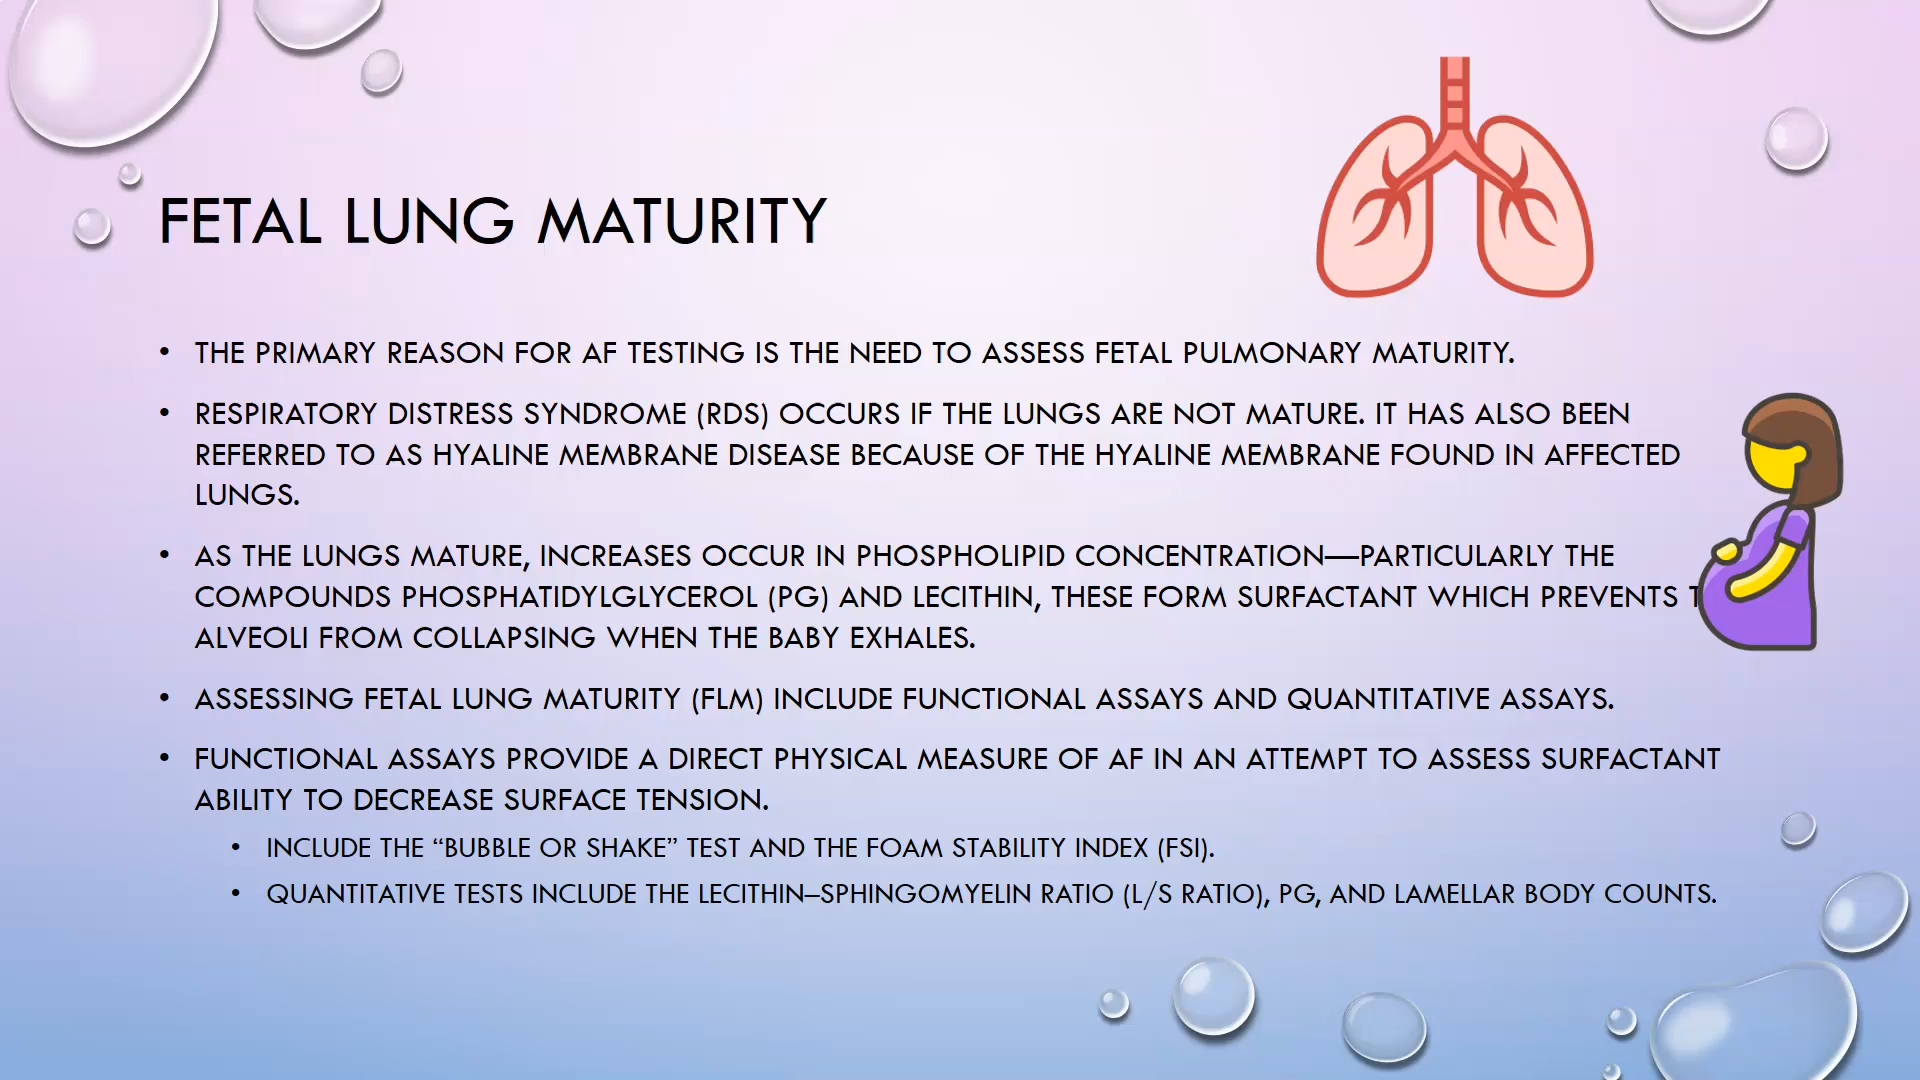 FETAL LUNG MATURITY
• THE PRIMARY REASON FOR AF TESTING IS THE NEED TO ASSESS FETAL PULMONARY MATURITY.
• RESPIRATORY DISTRESS SYNDROME (RDS) OCCURS IF THE LUNGS ARE NOT MATURE. IT HAS ALSO BEEN
REFERRED TO AS HYALINE MEMBRANE DISEASE BECAUSE OF THE HYALINE MEMBRANE FOUND IN AFFECTED
LUNGS.
• AS THE LUNGS MATURE, INCREASES OCCUR IN PHOSPHOLIPID CONCENTRATION—PARTICULARLY THE
COMPOUNDS PHOSPHATIDYLGLYCEROL (PG) AND LECITHIN, THESE FORM SURFACTANT WHICH PREVENTS
ALVEOLI FROM COLLAPSING WHEN THE BABY EXHALES.
• ASSESSING FETAL LUNG MATURITY (FLM) INCLUDE FUNCTIONAL ASSAYS AND QUANTITATIVE ASSAYS.
• FUNCTIONAL ASSAYS PROVIDE A DIRECT PHYSICAL MEASURE OF AF IN AN ATTEMPT TO ASSESS SURFACTANT
ABILITY TO DECREASE SURFACE TENSION.
• INCLUDE THE “BUBBLE OR SHAKE” TEST AND THE FOAM STABILITY INDEX (FSI).
• QUANTITATIVE TESTS INCLUDE THE LECITHIN–SPHINGOMYELIN RATIO (L/S RATIO), PG, AND LAMELLAR BODY COUNTS.